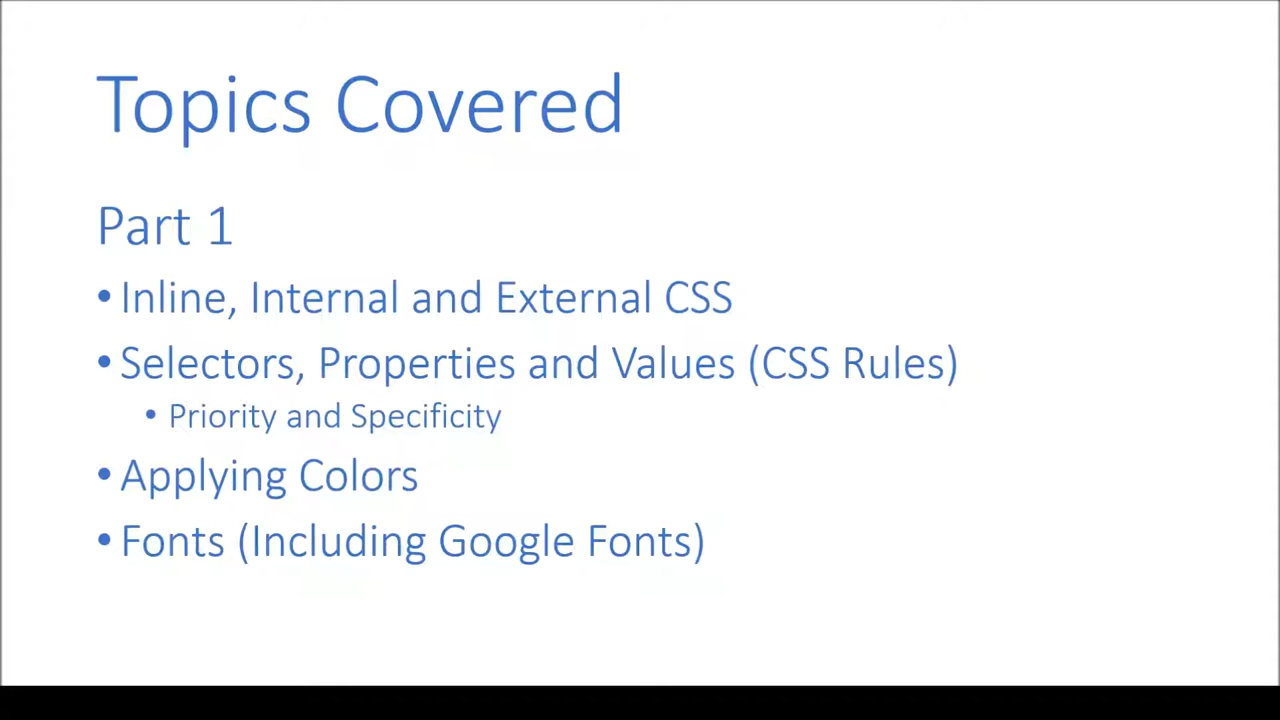 Topics Covered
Part 1
• Inline, Internal and External CSS
• Selectors, Properties and Values (CSS Rules)
• Priority and Specificity
• Applying Colors
• Fonts (Including Google Fonts)